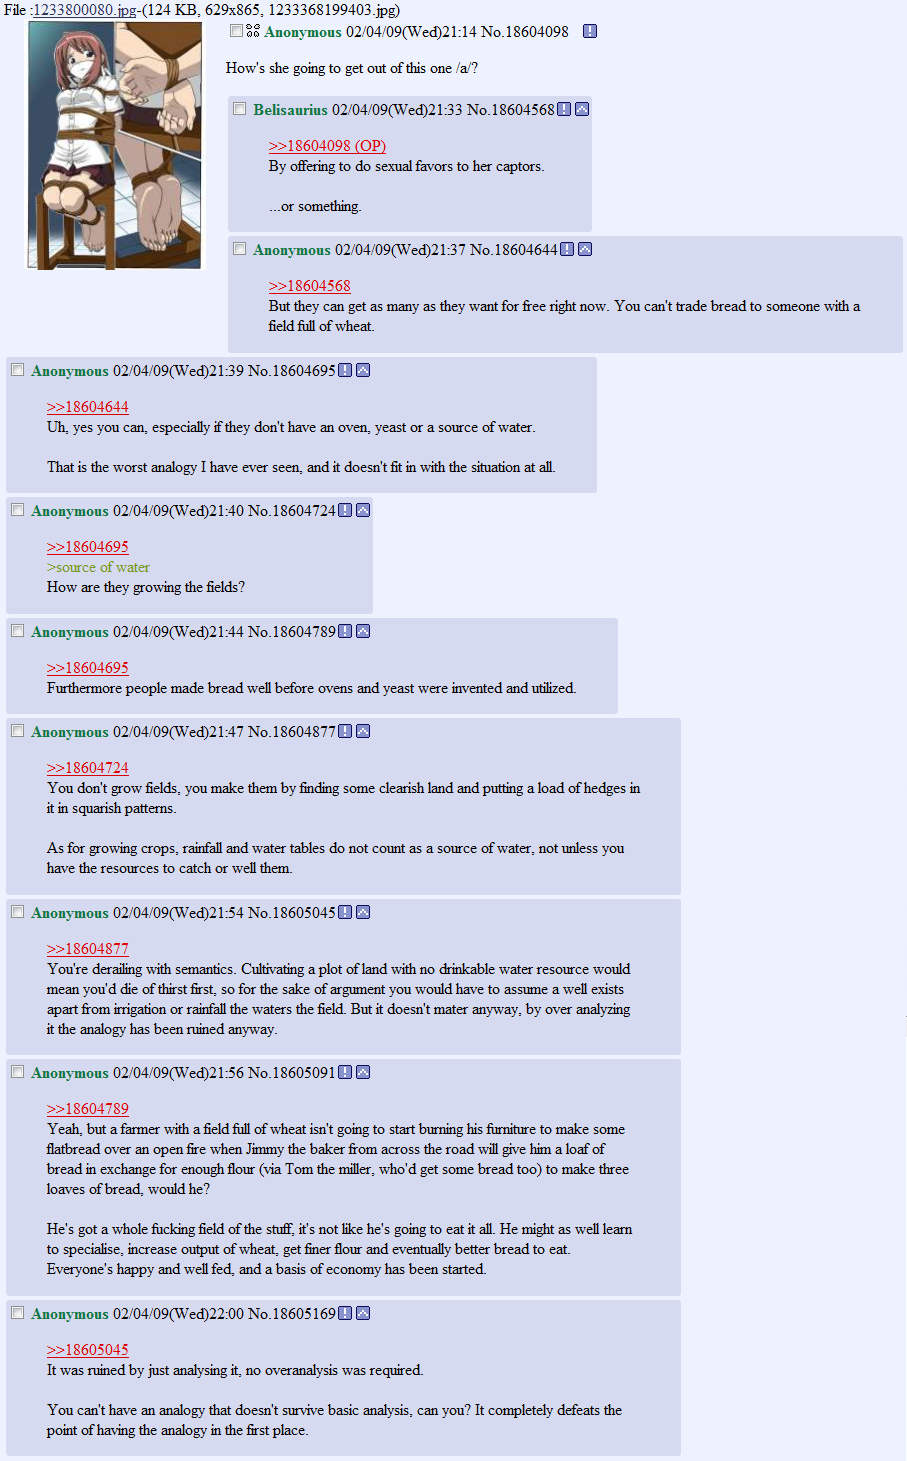 File :1233800080.jpg-(124 KB, 629x865, 1233368199403.jpg)
Anonymous 02/04/09(Wed)21:14 No.18604098
How's she going to get out of this one /a/?
Belisaurius 02/04/09(Wed)21:33 No.18604568
>>18604098 (OP)
By offering to do sexual favors to her captors.
...or something.
Anonymous 02/04/09(Wed)21:37 No.18604644
>>18604568
But they can get as many as they want for free right now. You can't trade bread to someone with a
field full of wheat.
Anonymous 02/04/09(Wed)21:39 No.18604695
>>18604644
Uh, yes you can, especially if they don't have an oven, yeast or a source of water.
That is the worst analogy I have ever seen, and it doesn't fit in with the situation at all.
Anonymous 02/04/09(Wed)21:40 No.18604724
>>18604695
>source of water
How are they growing the fields?
Anonymous 02/04/09(Wed)21:44 No.18604789
>>18604695
Furthermore people made bread well before ovens and yeast were invented and utilized.
Anonymous 02/04/09(Wed)21:47 No.18604877
>>18604724
You don't grow fields, you make them by finding some clearish land and putting a load of hedges in
it in squarish patterns.
As for growing crops, rainfall and water tables do not count as a source of water, not unless you
have the resources to catch or well them.
Anonymous 02/04/09(Wed)21:54 No.18605045
>>18604877
You're derailing with semantics. Cultivating a plot of land with no drinkable water resource would
mean you'd die of thirst first, so for the sake of argument you would have to assume a well exists
apart from irrigation or rainfall the waters the field. But it doesn't mater anyway, by over analyzing
it the analogy has been ruined anyway.
Anonymous 02/04/09(Wed)21:56 No.18605091
>>18604789
Yeah, but a farmer with a field full of wheat isn't going to start burning his furniture to make some
flatbread over an open fire when Jimmy the baker from across the road will give him a loaf of
bread in exchange for enough flour (via Tom the miller, who'd get some bread too) to make three
loaves of bread, would he?
He's got a whole fucking field of the stuff, it's not like he's going to eat it all. He might as well learn
to specialise, increase output of wheat, get finer flour and eventually better bread to eat.
Everyone's happy and well fed, and a basis of economy has been started.
Anonymous 02/04/09(Wed)22:00 No.18605169
>>18605045
It was ruined by just analysing it, no overanalysis was required.
You can't have an analogy that doesn't survive basic analysis, can you? It completely defeats the
point of having the analogy in the first place.